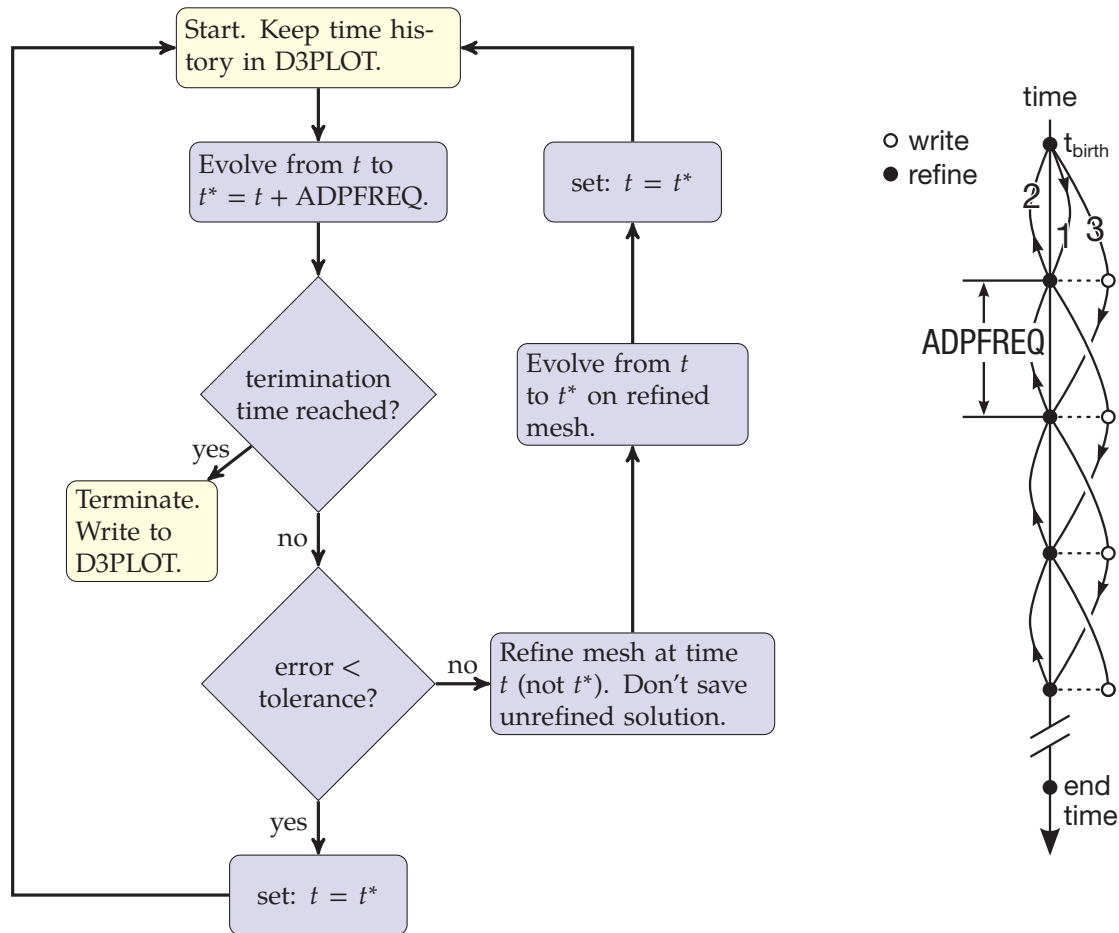 Start. Keep time his-
tory in D3PLOT.
Evolve from t to
t* = t + ADPFREQ.
set: t = t*
terimination
time reached?
Evolve from t
to t* on refined
mesh.
yes
Terminate.
Write to
D3PLOT.
no
error <
tolerance?
no
Refine mesh at time
t (not t*). Don't save
unrefined solution.
yes
set: t = t*
time
write
refine
t_birth
2
1
3
ADPFREQ
end
time